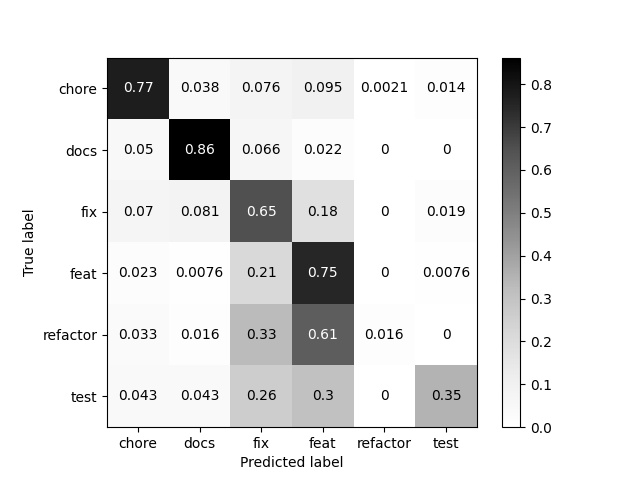 chore 0.77 0.038 0.076 0.095 0.0021 0.014
docs 0.05 0.86 0.066 0.022 0 0
fix 0.07 0.081 0.65 0.18 0 0.019
feat 0.023 0.0076 0.21 0.75 0 0.0076
refactor 0.033 0.016 0.33 0.61 0.016 0
test 0.043 0.043 0.26 0.3 0 0.35
chore docs fix feat refactor test
Predicted label
True label
0.8
0.7
0.6
0.5
0.4
0.3
0.2
0.1
0.0